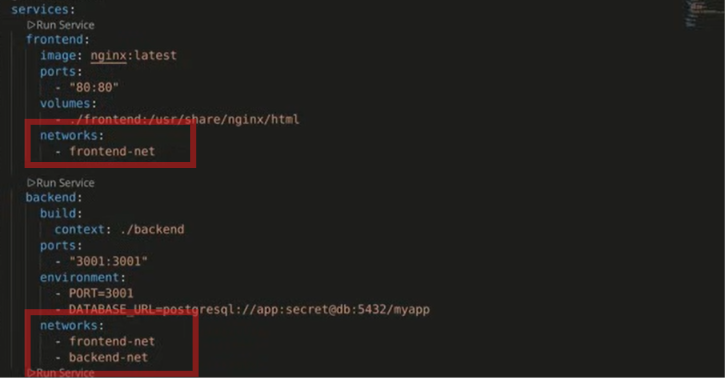 services:
▷Run Service
frontend:
image: nginx:latest
ports:
- "80:80"
volumes:
- ./frontend:/usr/share/nginx/html
networks:
- frontend-net
▷Run Service
backend:
build:
context: ./backend
ports:
- "3001:3001"
environment:
- PORT=3001
- DATABASE_URL=postgresql://app:secret@db:5432/myapp
networks:
- frontend-net
- backend-net
▷Run Service